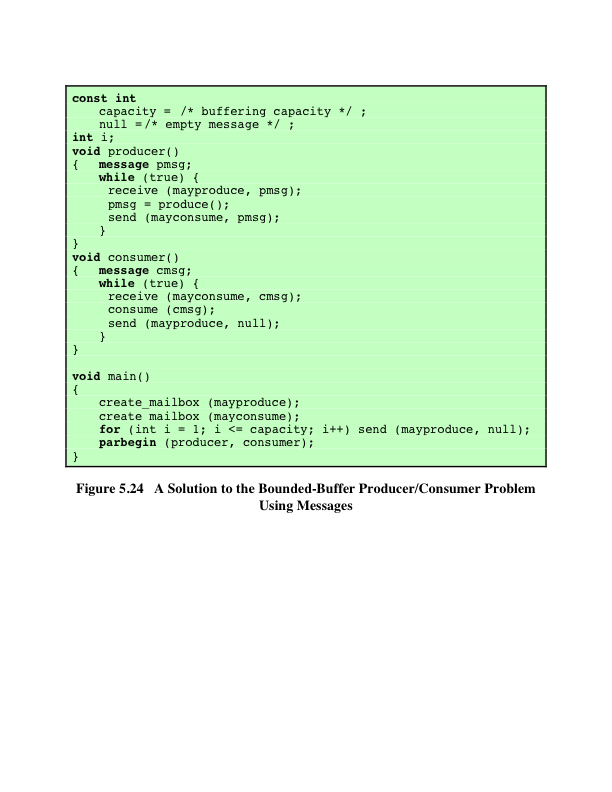 const int
    capacity = /* buffering capacity */ ;
    null =/* empty message */ ;
int i;
void producer()
{   message pmsg;
    while (true) {
     receive (mayproduce, pmsg);
     pmsg = produce();
     send (mayconsume, pmsg);
    }
}
void consumer()
{   message cmsg;
    while (true) {
     receive (mayconsume, cmsg);
     consume (cmsg);
     send (mayproduce, null);
    }
}
void main()
{
    create_mailbox (mayproduce);
    create_mailbox (mayconsume);
    for (int i = 1; i <= capacity; i++) send (mayproduce, null);
    parbegin (producer, consumer);
}
Figure 5.24 A Solution to the Bounded-Buffer Producer/Consumer Problem
Using Messages